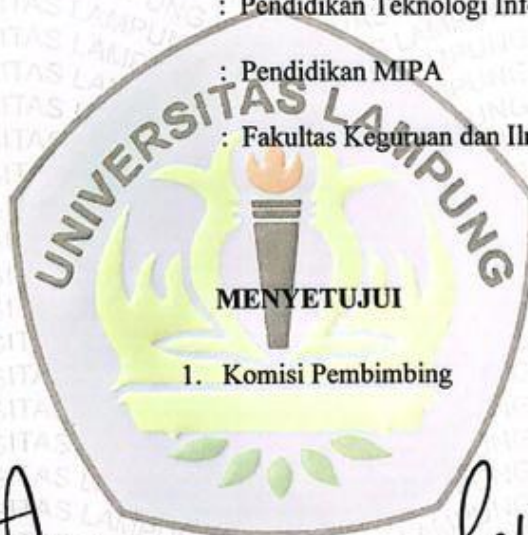 : Pendidikan Teknologi Inf
: Pendidikan MIPA
: Fakultas Keguruan dan Il
UNIVERSITAS LAMPUNG
MENYETUJUI
1. Komisi Pembimbing